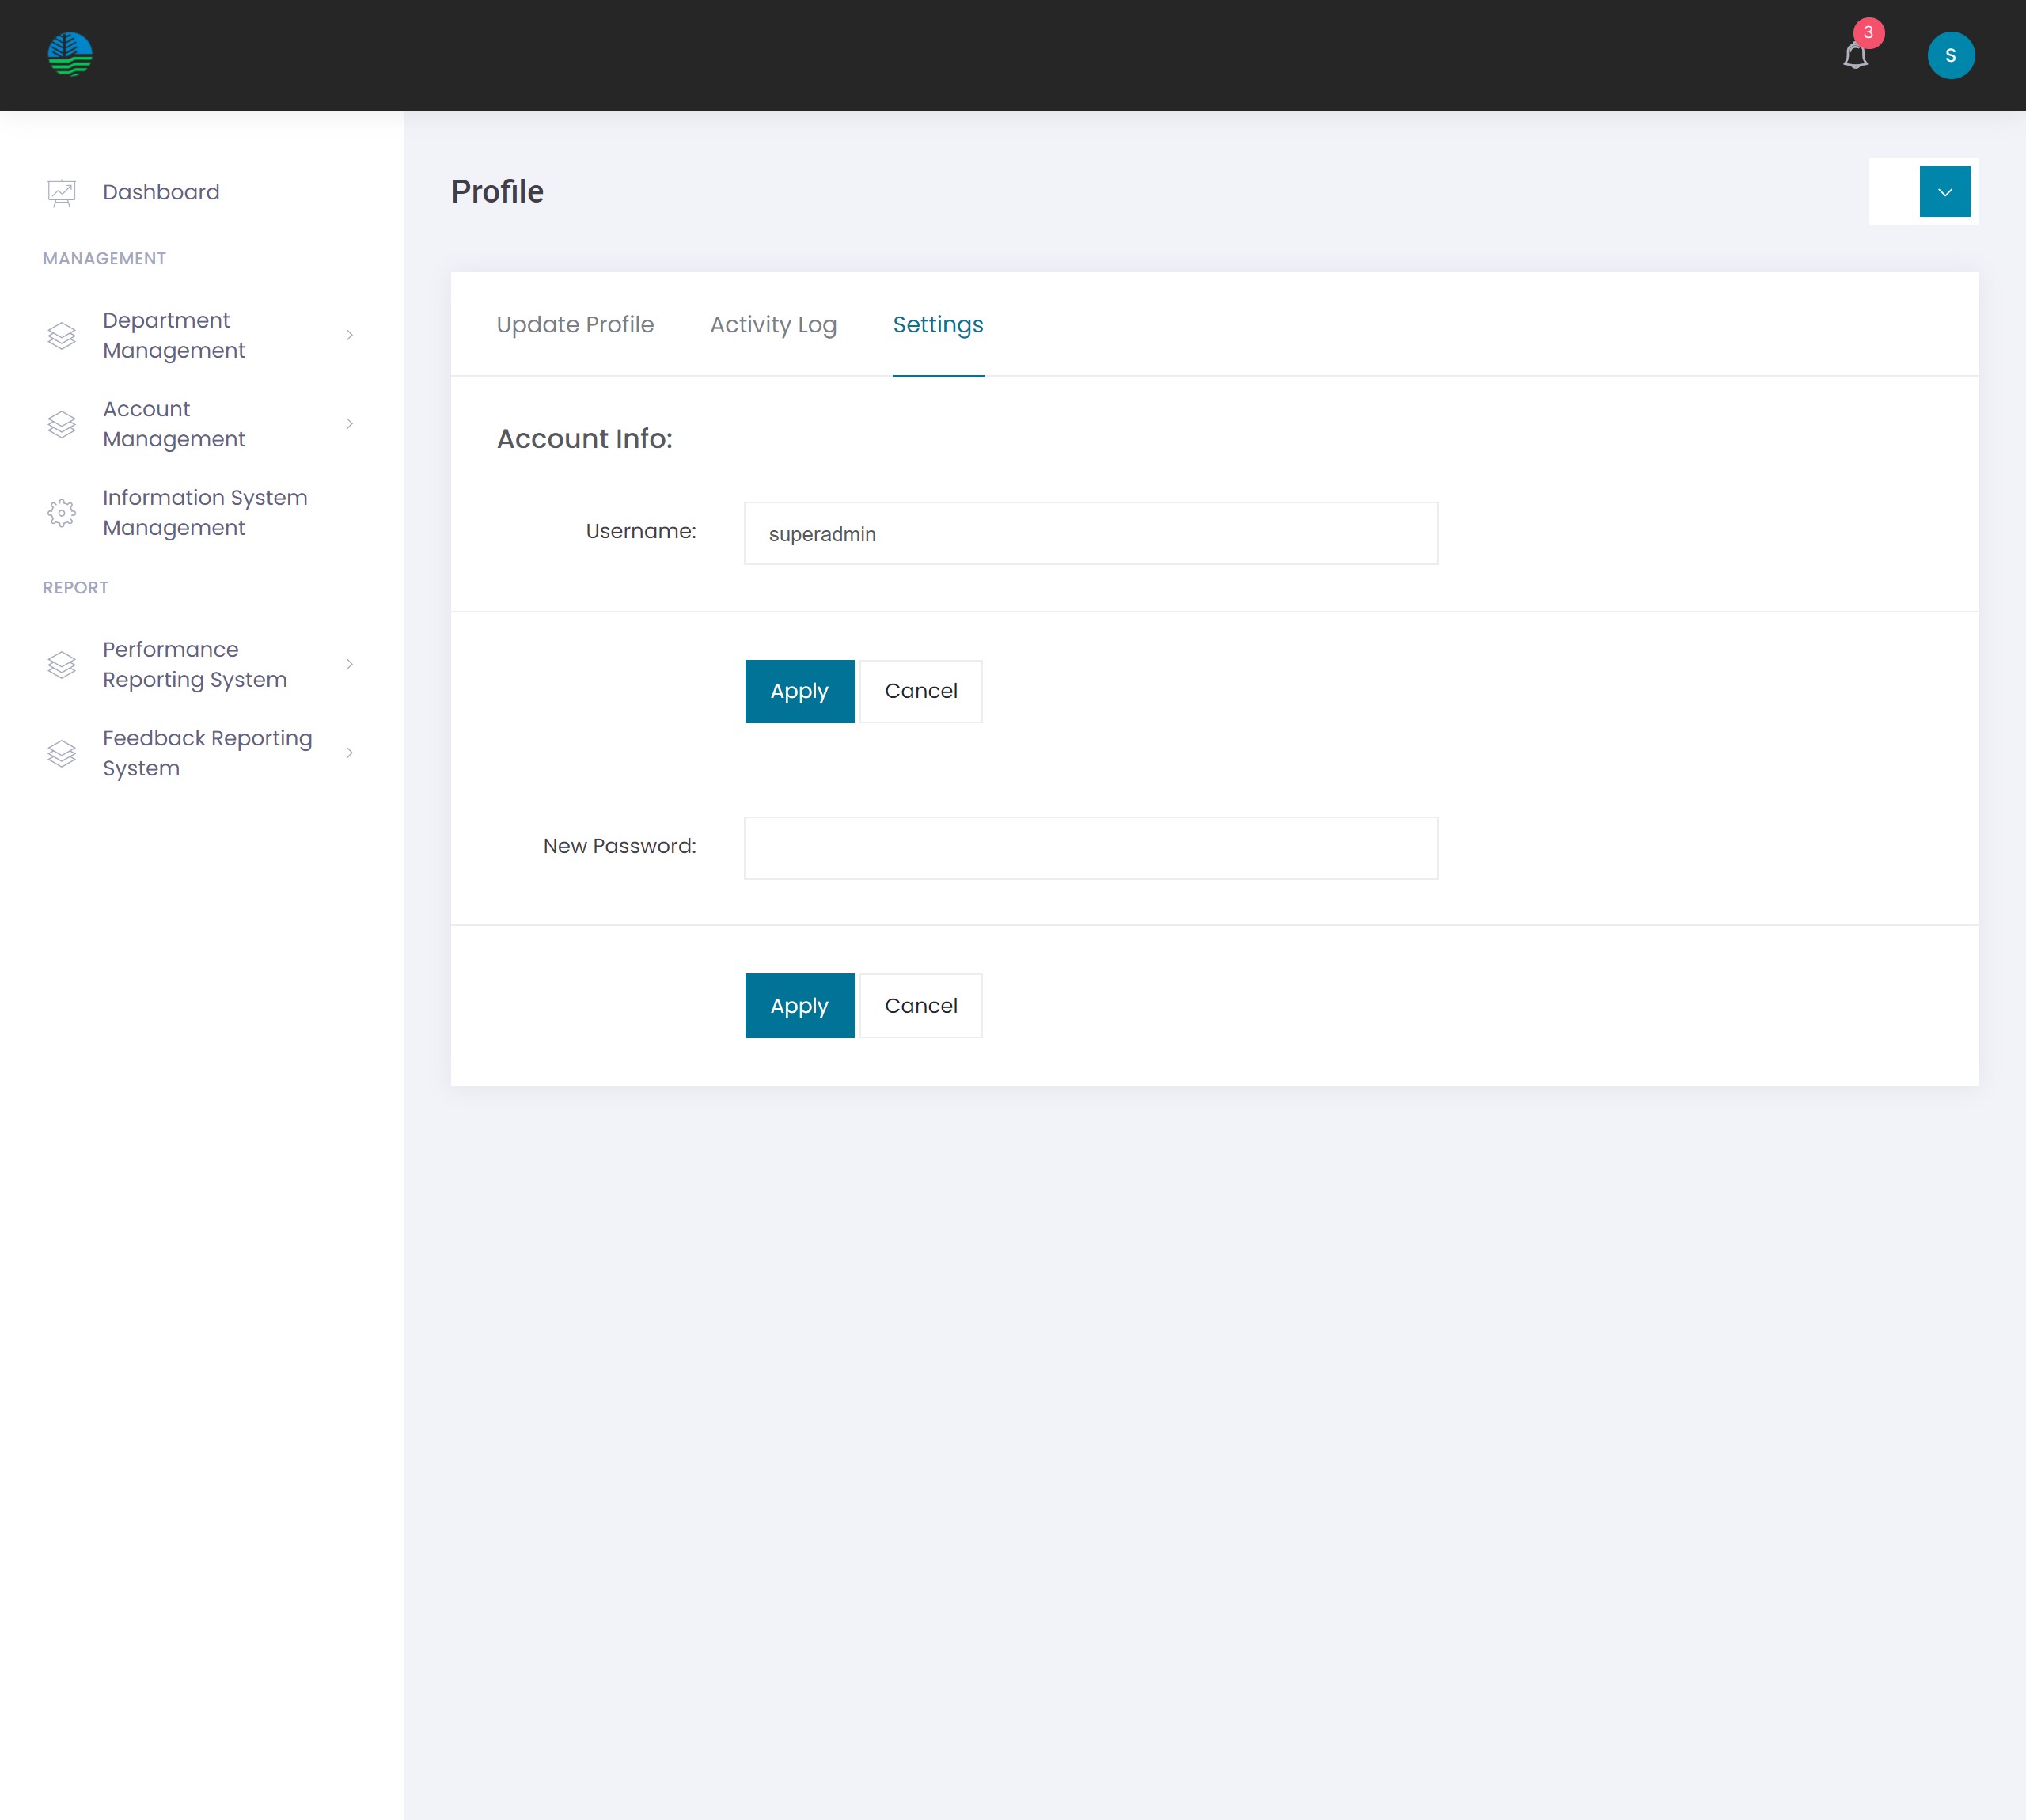 3
S
Dashboard
MANAGEMENT
Department
Management
Account
Management
Information System
Management
REPORT
Performance
Reporting System
Feedback Reporting
System
Profile
Update Profile
Activity Log
Settings
Account Info:
Username:
superadmin
Apply
Cancel
New Password:
Apply
Cancel